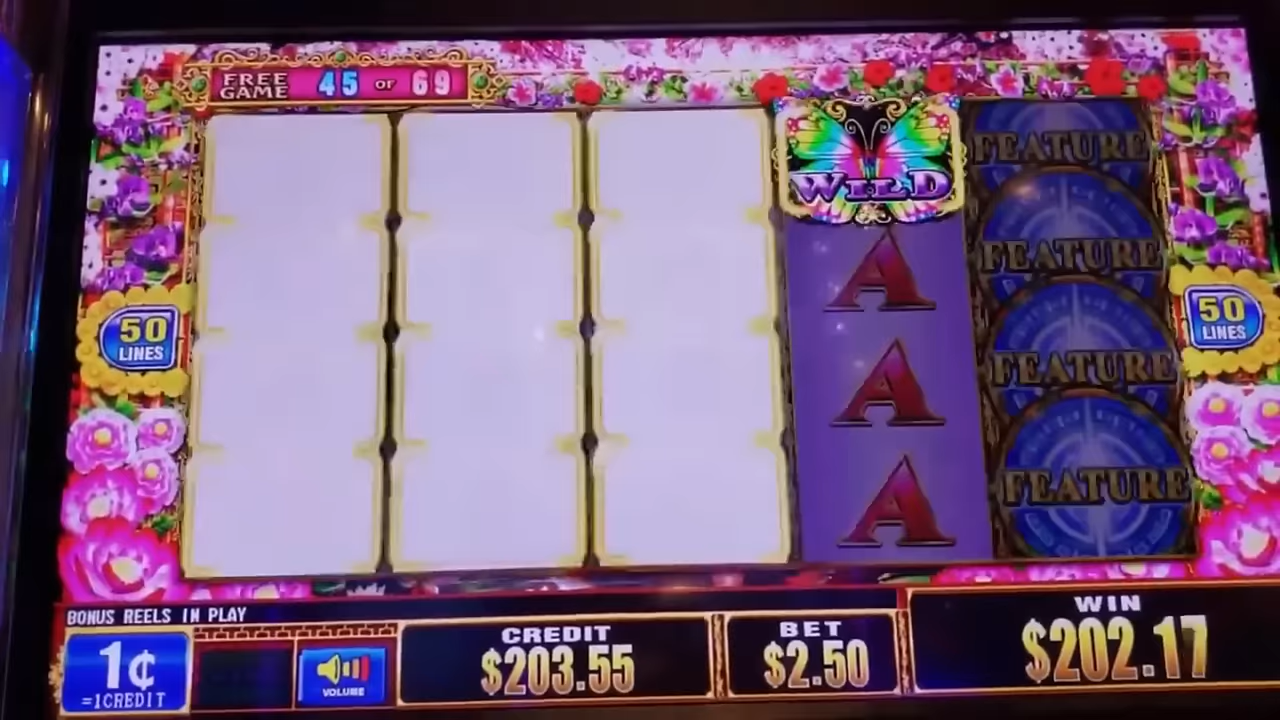 FREE GAME 45 OF 69
WILD
FEATURE
FEATURE
FEATURE
FEATURE
A
A
A
50 LINES
50 LINES
BONUS REELS IN PLAY
1¢
=1CREDIT
VOLUME
CREDIT
$203.55
BET
$2.50
WIN
$202.17